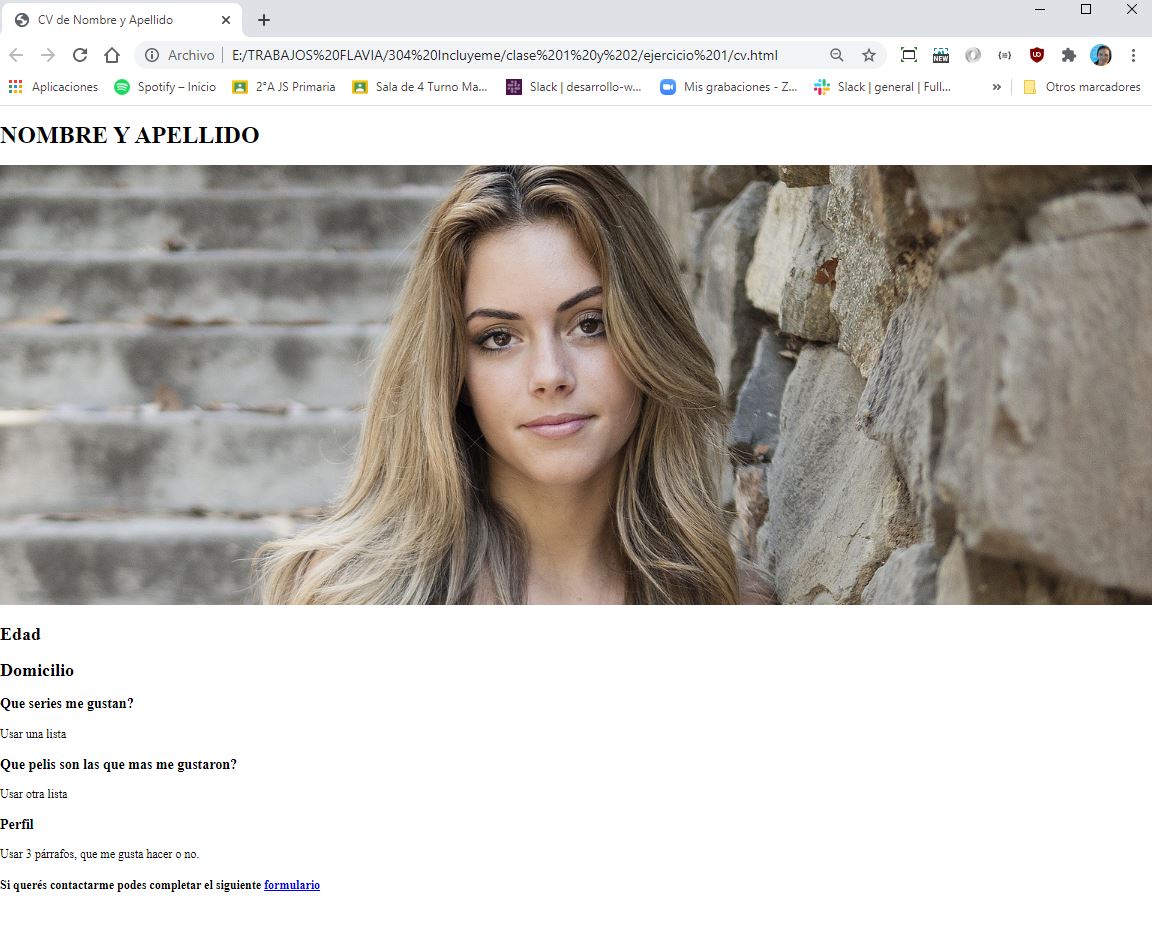 CV de Nombre y Apellido
Archivo E:/TRABAJOS%20FLAVIA/304%20Incluyeme/clase%201%20y%202/ejercicio%201/cv.html
NEW
Aplicaciones Spotify – Inicio 2°A JS Primaria Sala de 4 Turno Ma... Slack | desarrollo-w... Mis grabaciones - Z... Slack | general | Full... » Otros marcadores
NOMBRE Y APELLIDO
Edad
Domicilio
Que series me gustan?
Usar una lista
Que pelis son las que mas me gustaron?
Usar otra lista
Perfil
Usar 3 párrafos, que me gusta hacer o no.
Si querés contactarme podes completar el siguiente formulario